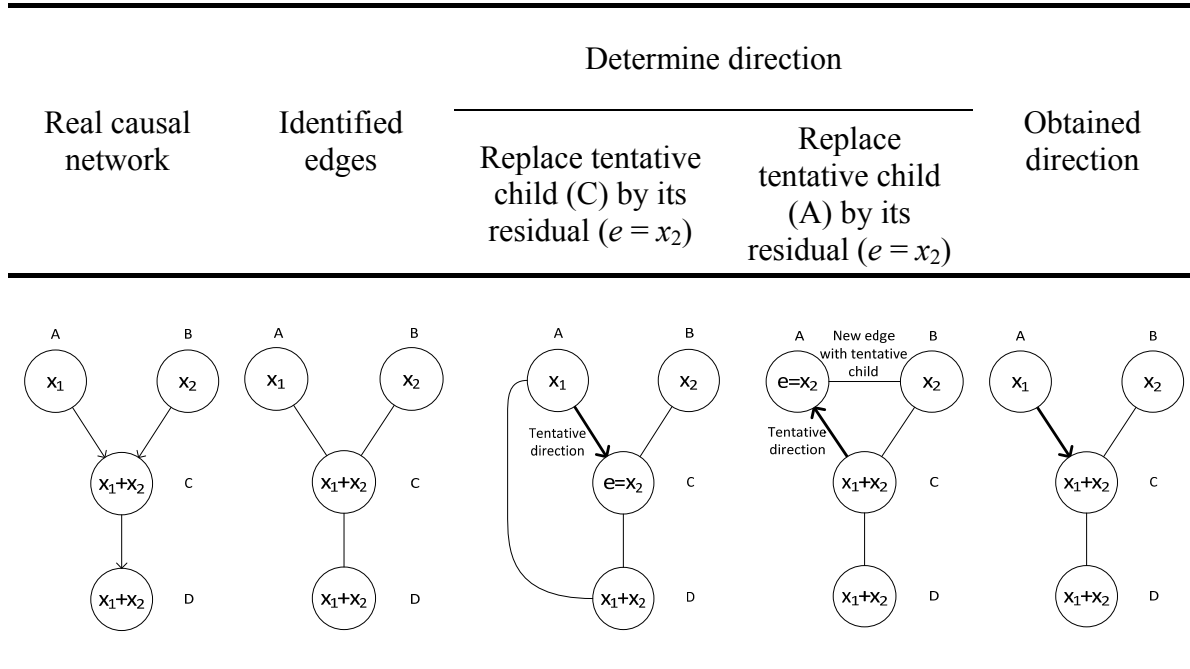 Determine direction
Real causal
network
Identified
edges
Replace tentative
child (C) by its
residual (e = x₂)
Replace
tentative child
(A) by its
residual (e = x₂)
Obtained
direction
A
B
x₁
x₂
x₁+x₂
C
x₁+x₂
D
A
B
x₁
x₂
x₁+x₂
C
x₁+x₂
D
A
B
x₁
x₂
Tentative
direction
e=x₂
C
x₁+x₂
D
A
New edge
with tentative
child
B
e=x₂
x₂
Tentative
direction
x₁+x₂
C
x₁+x₂
D
A
B
x₁
x₂
x₁+x₂
C
x₁+x₂
D